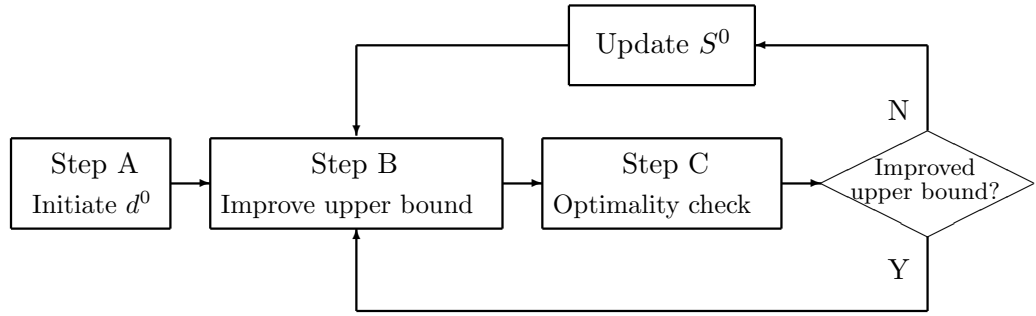 Update S⁰
N
Step A
Initiate d⁰
Step B
Improve upper bound
Step C
Optimality check
Improved
upper bound?
Y